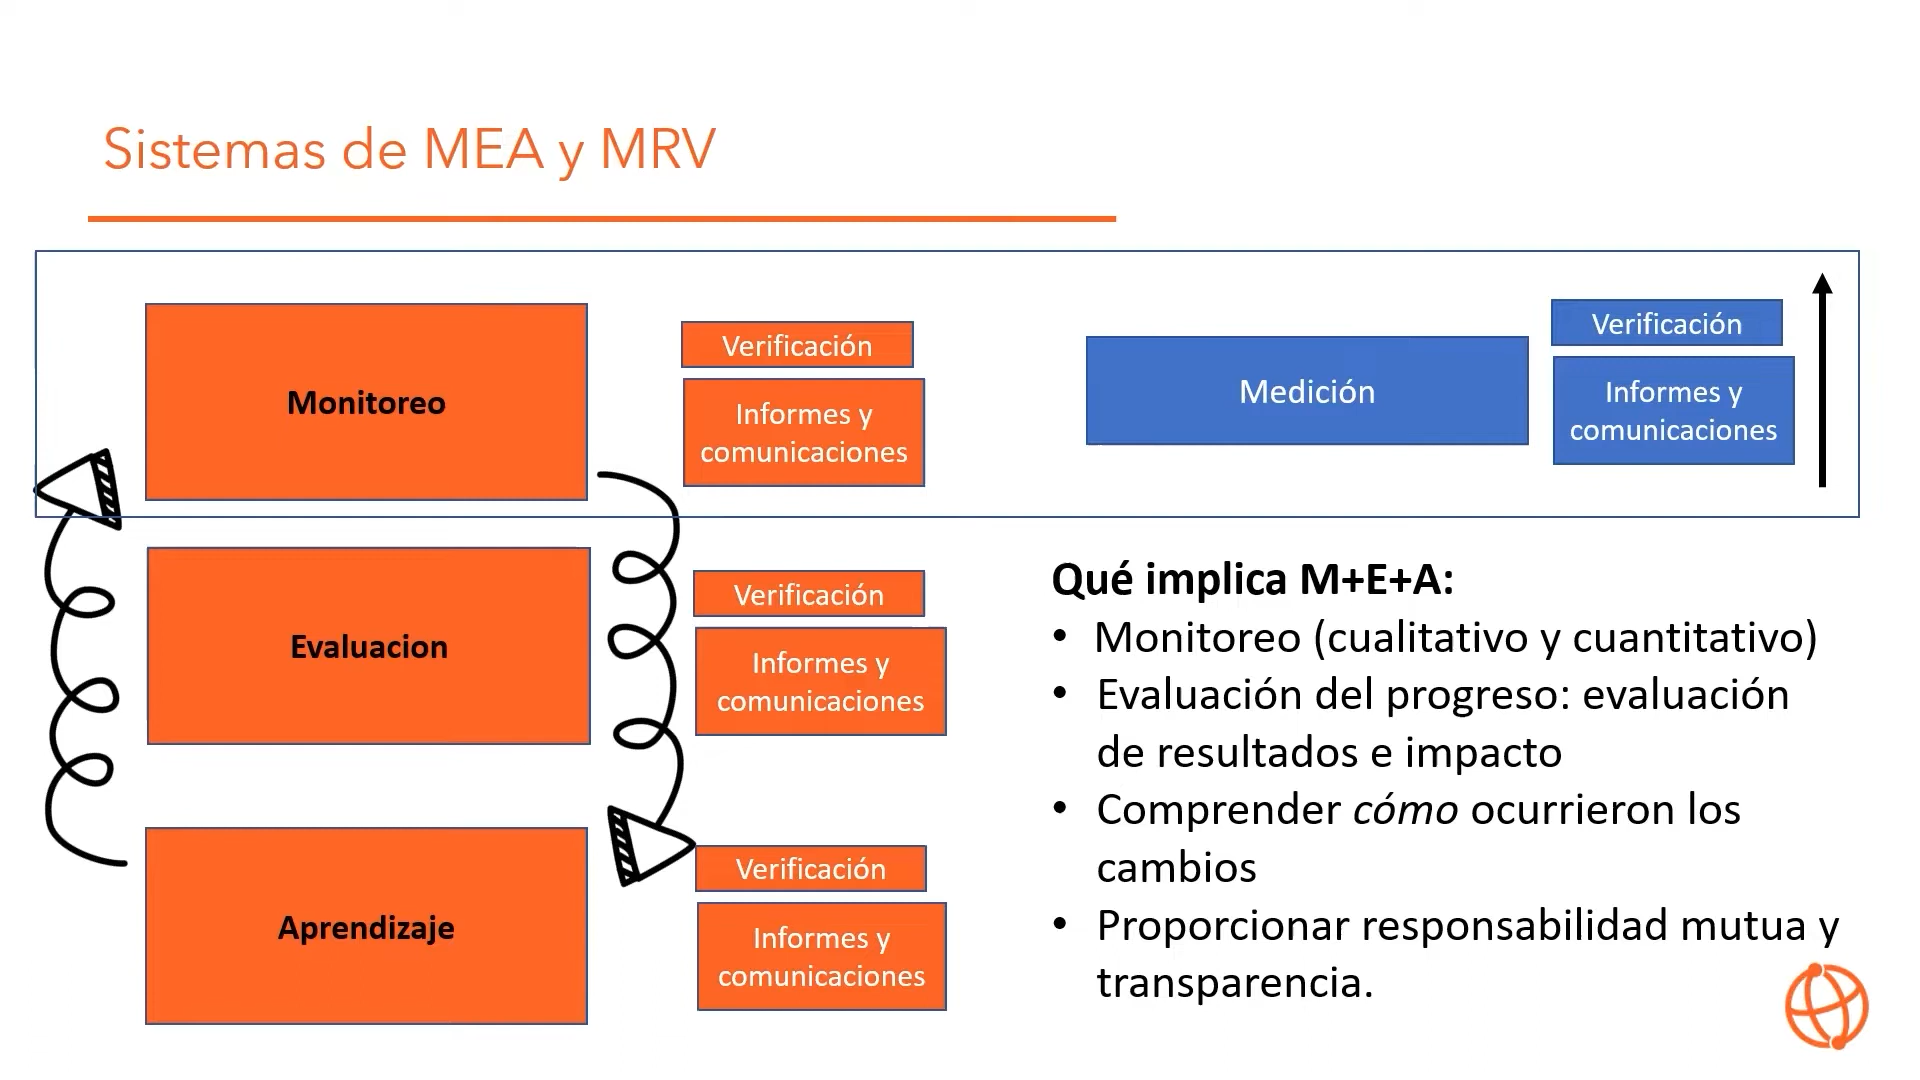 Sistemas de MEA y MRV
Monitoreo
Verificación
Informes y
comunicaciones
Medición
Verificación
Informes y
comunicaciones
Evaluacion
Verificación
Informes y
comunicaciones
Aprendizaje
Verificación
Informes y
comunicaciones
Qué implica M+E+A:
• Monitoreo (cualitativo y cuantitativo)
• Evaluación del progreso: evaluación
de resultados e impacto
• Comprender cómo ocurrieron los
cambios
• Proporcionar responsabilidad mutua y
transparencia.